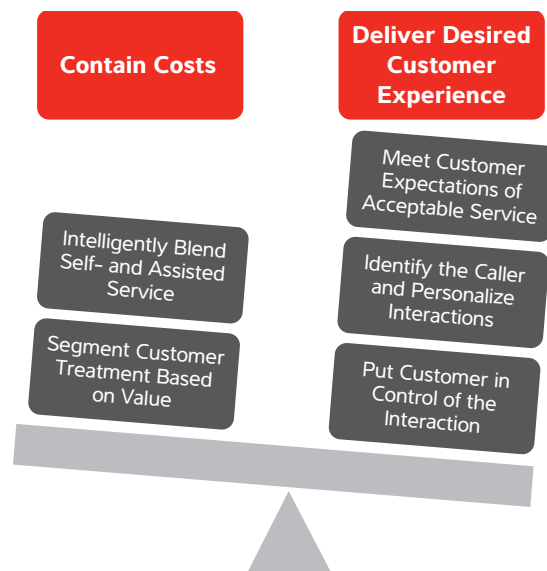 Contain Costs
Deliver Desired
Customer
Experience
Meet Customer
Expectations of
Acceptable Service
Intelligently Blend
Self- and Assisted
Service
Identify the Caller
and Personalize
Interactions
Segment Customer
Treatment Based
on Value
Put Customer in
Control of the
Interaction